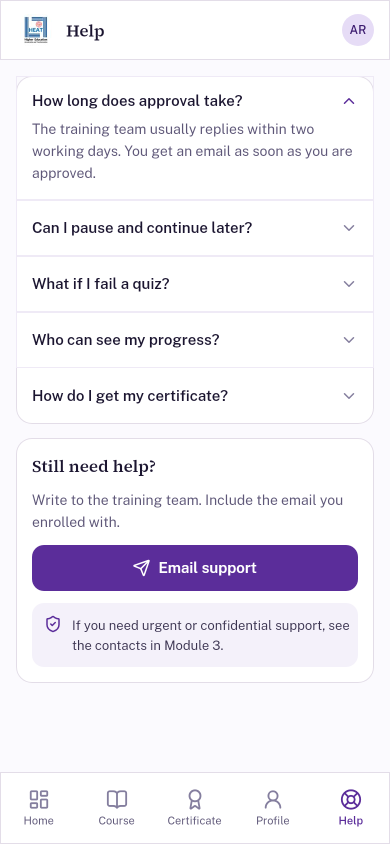 HEAT
Help
AR
How long does approval take?
The training team usually replies within two
working days. You get an email as soon as you are
approved.
Can I pause and continue later?
What if I fail a quiz?
Who can see my progress?
How do I get my certificate?
Still need help?
Write to the training team. Include the email you
enrolled with.
Email support
If you need urgent or confidential support, see
the contacts in Module 3.
Home
Course
Certificate
Profile
Help